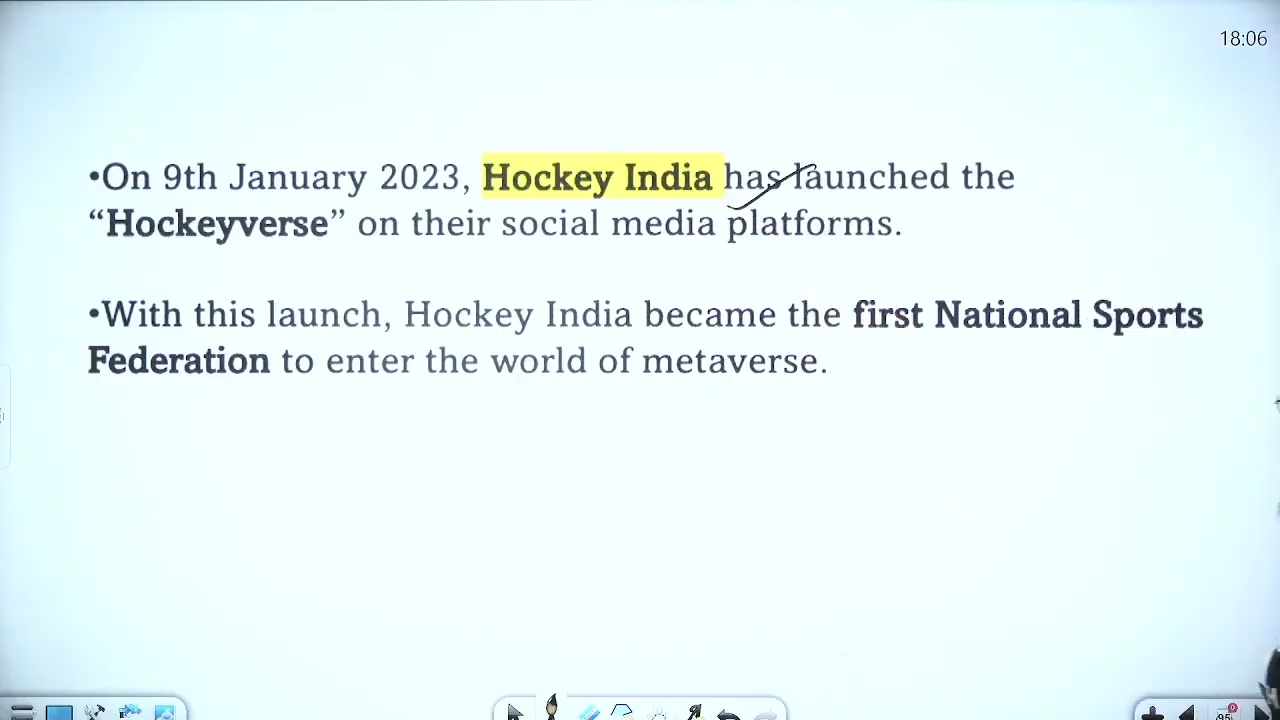 18:06
•On 9th January 2023, Hockey India has launched the
“Hockeyverse” on their social media platforms.
•With this launch, Hockey India became the first National Sports
Federation to enter the world of metaverse.
95